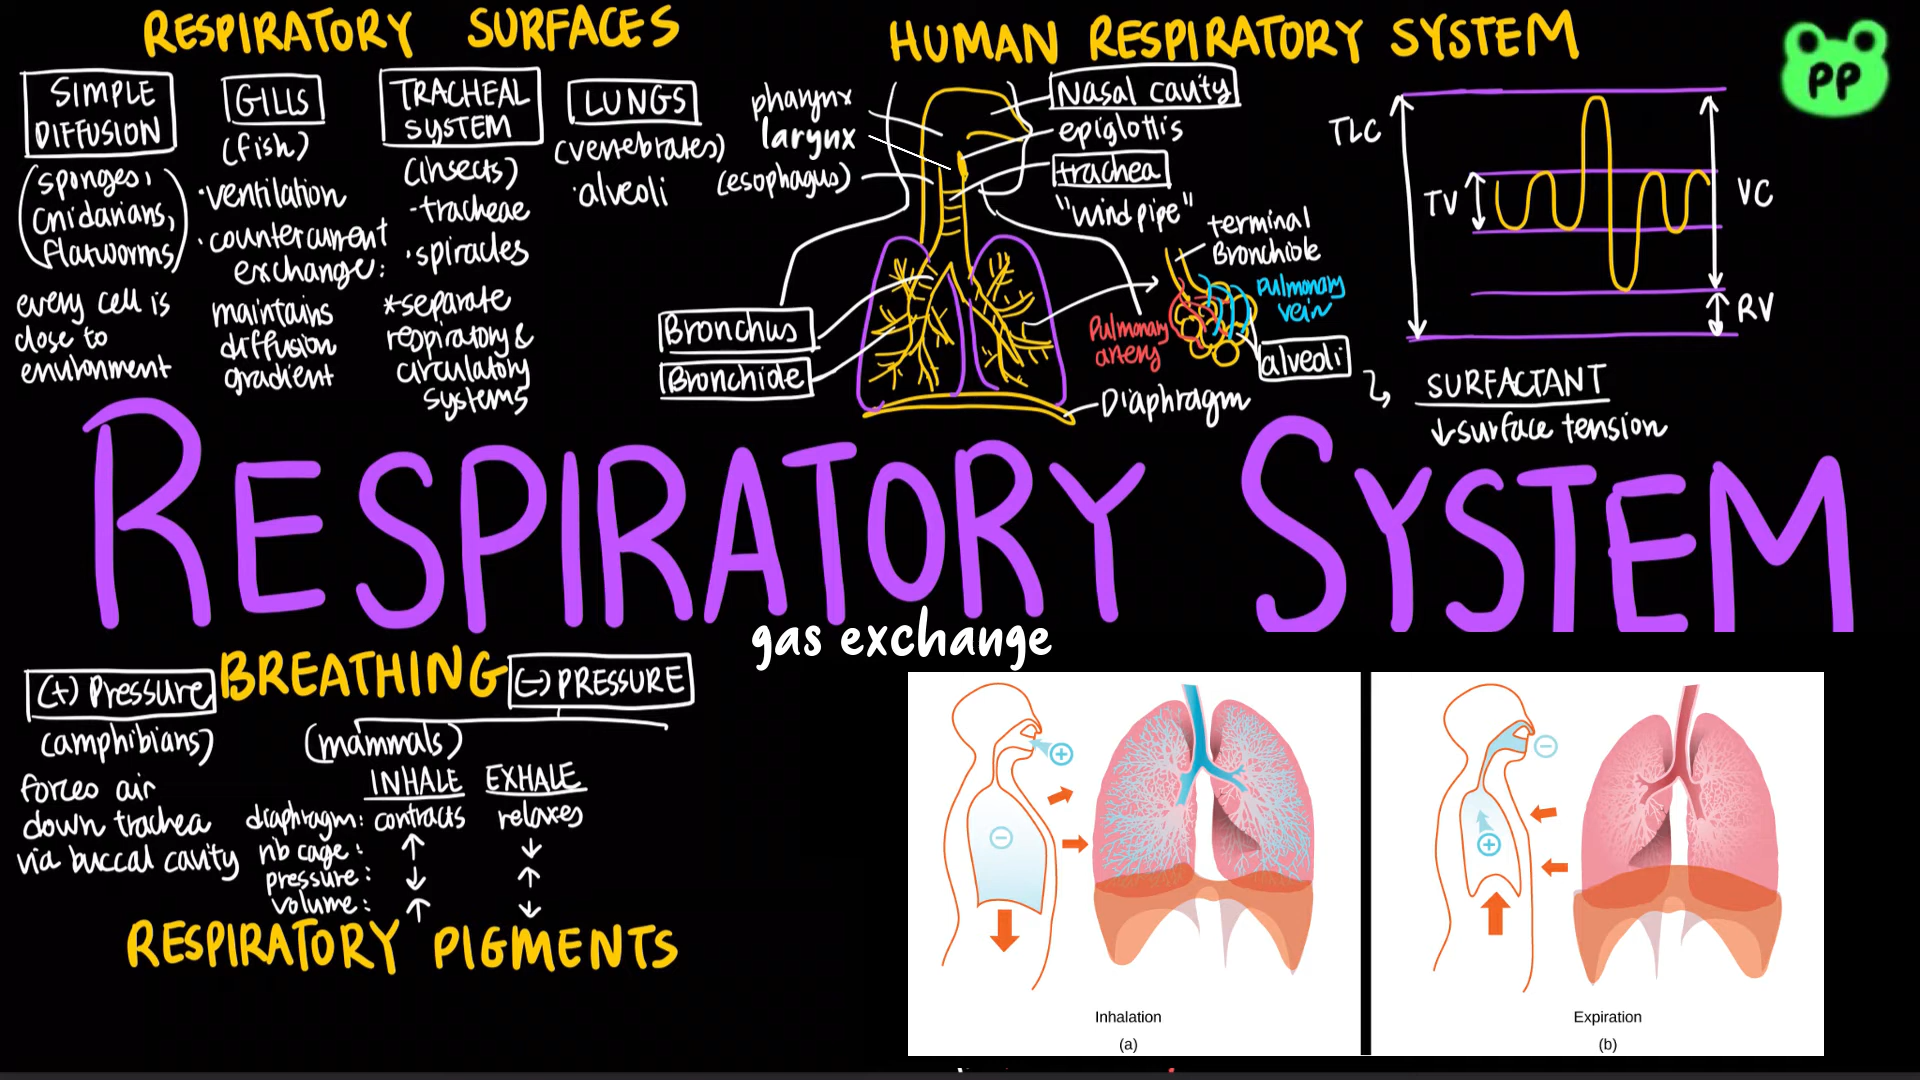 RESPIRATORY SURFACES
SIMPLE
DIFFUSION
(sponges,
cnidarians,
flatworms)
every cell is
close to
environment
GILLS
(fish)
·ventilation
·countercurrent
exchange:
maintains
diffusion
gradient
TRACHEAL
SYSTEM
(insects)
-tracheae
·spiracles
*separate
respiratory &
circulatory
systems
LUNGS
(vertebrates)
·alveoli
HUMAN RESPIRATORY SYSTEM
pharynx
larynx
(esophagus)
Nasal cavity
epiglottis
trachea
"windpipe"
terminal
Bronchiole
Pulmonary
vein
Pulmonary
artery
alveoli
Bronchus
Bronchiole
Diaphragm
TLC
TV
VC
RV
SURFACTANT
↓surface tension
PP
RESPIRATORY SYSTEM
gas exchange
BREATHING
(+) Pressure
(amphibians)
forces air
down trachea
via buccal cavity
(-) PRESSURE
(mammals)
INHALE EXHALE
diaphragm: contracts relaxes
rib cage: ↑ ↓
pressure: ↓ ↑
volume: ↑ ↓
RESPIRATORY PIGMENTS
Inhalation
(a)
Expiration
(b)